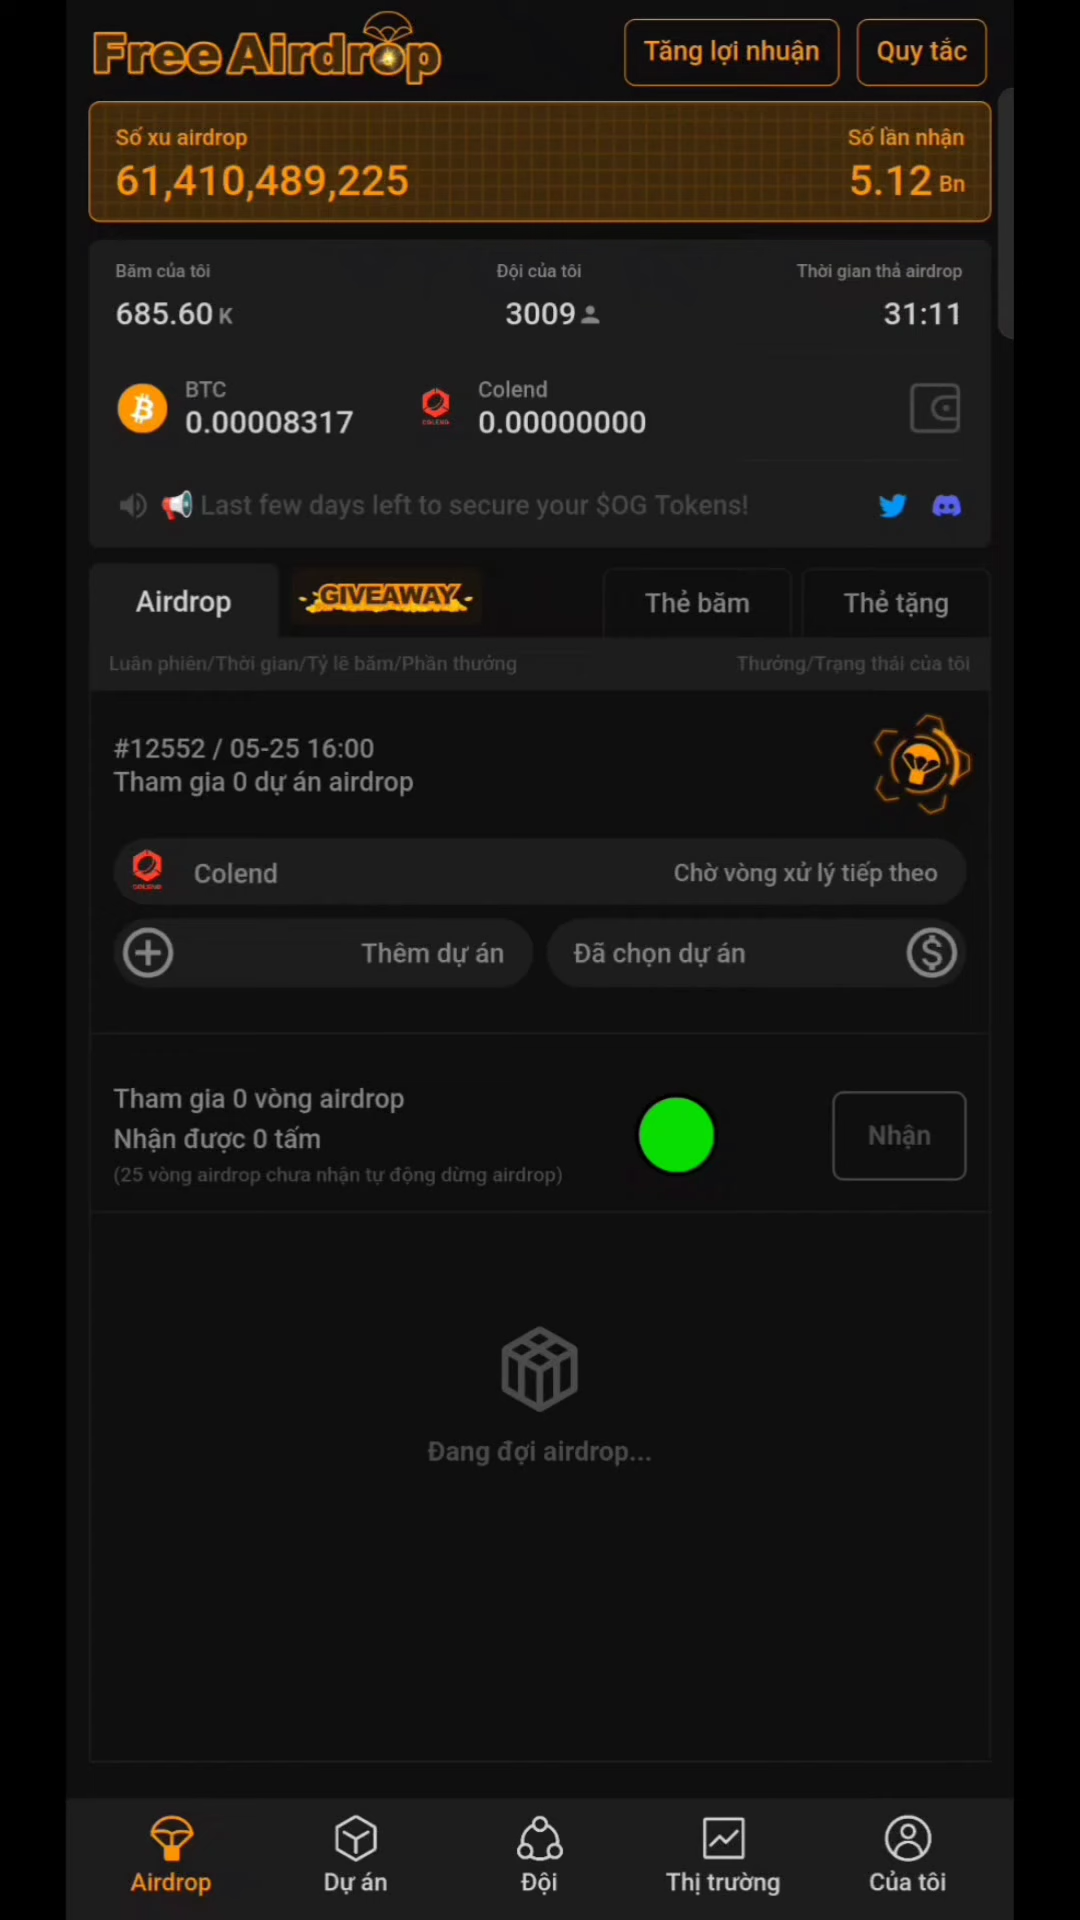 Free Airdrop
Tăng lợi nhuận
Quy tắc
Số xu airdrop
Số lần nhận
61,410,489,225
5.12 Bn
Băm của tôi
Đội của tôi
Thời gian thả airdrop
685.60 K
3009
31:11
BTC
0.00008317
COLEND
Colend
0.00000000
Last few days left to secure your $OG Tokens!
Airdrop
GIVEAWAY
Thẻ băm
Thẻ tặng
Luân phiên/Thời gian/Tỷ lê băm/Phần thưởng
Thưởng/Trạng thái của tôi
#12552 / 05-25 16:00
Tham gia 0 dự án airdrop
COLEND
Colend
Chờ vòng xử lý tiếp theo
Thêm dự án
Đã chọn dự án
Tham gia 0 vòng airdrop
Nhận được 0 tấm
(25 vòng airdrop chưa nhận tự động dừng airdrop)
Nhận
Đang đợi airdrop...
Airdrop
Dự án
Đội
Thị trường
Của tôi